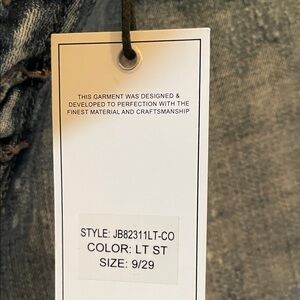 THIS GARMENT WAS DESIGNED &
DEVELOPED TO PERFECTION WITH THE
FINEST MATERIAL AND CRAFTSMANSHIP
STYLE: JB82311LT-CO
COLOR: LT ST
SIZE: 9/29